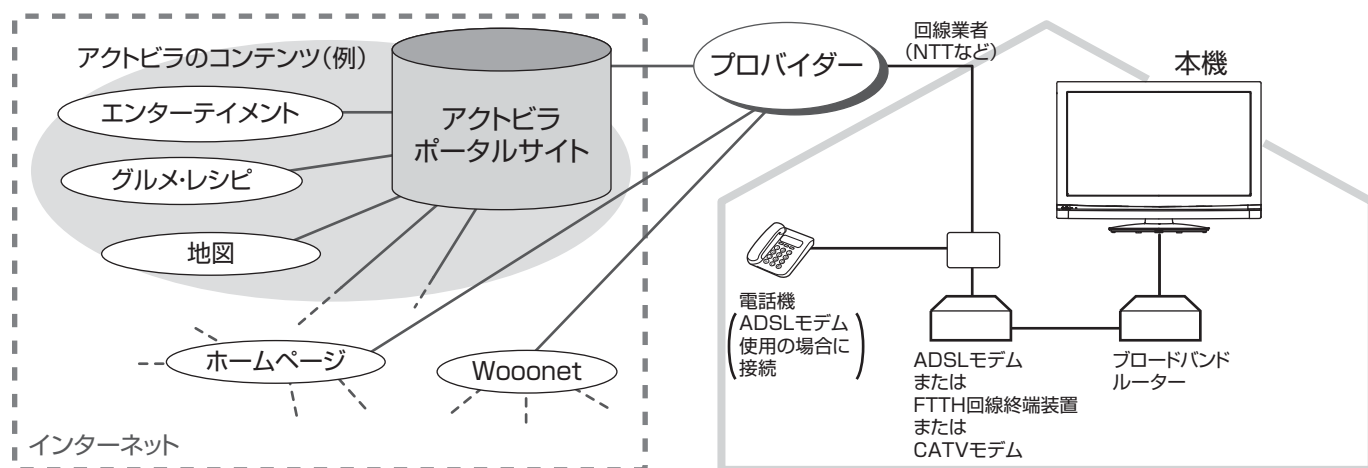 アクトビラのコンテンツ(例)
エンターテイメント
グルメ・レシピ
地図
アクトビラ
ポータルサイト
ホームページ
Wooonet
インターネット
プロバイダー
回線業者
(NTTなど)
本機
電話機
(ADSLモデム
使用の場合に
接続)
ADSLモデム
または
FTTH回線終端装置
または
CATVモデム
ブロードバンド
ルーター